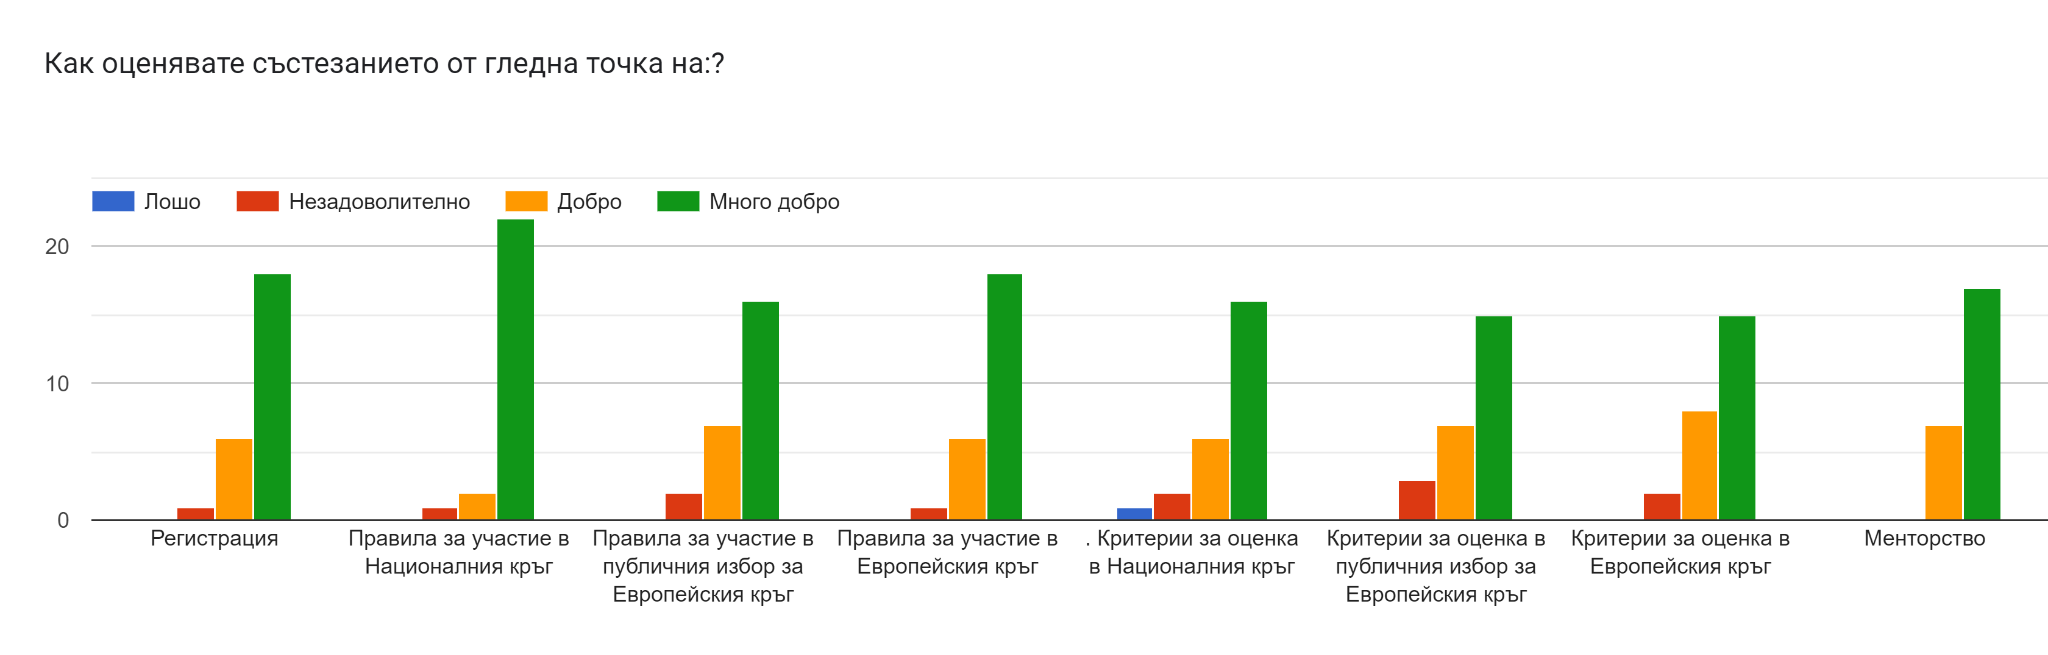 Как оценявате състезанието от гледна точка на:?
Лошо
Незадоволително
Добро
Много добро
20
10
0
Регистрация
Правила за участие в
Националния кръг
Правила за участие в
публичния избор за
Европейския кръг
Правила за участие в
Европейския кръг
. Критерии за оценка
в Националния кръг
Критерии за оценка в
публичния избор за
Европейския кръг
Критерии за оценка в
Европейския кръг
Менторство